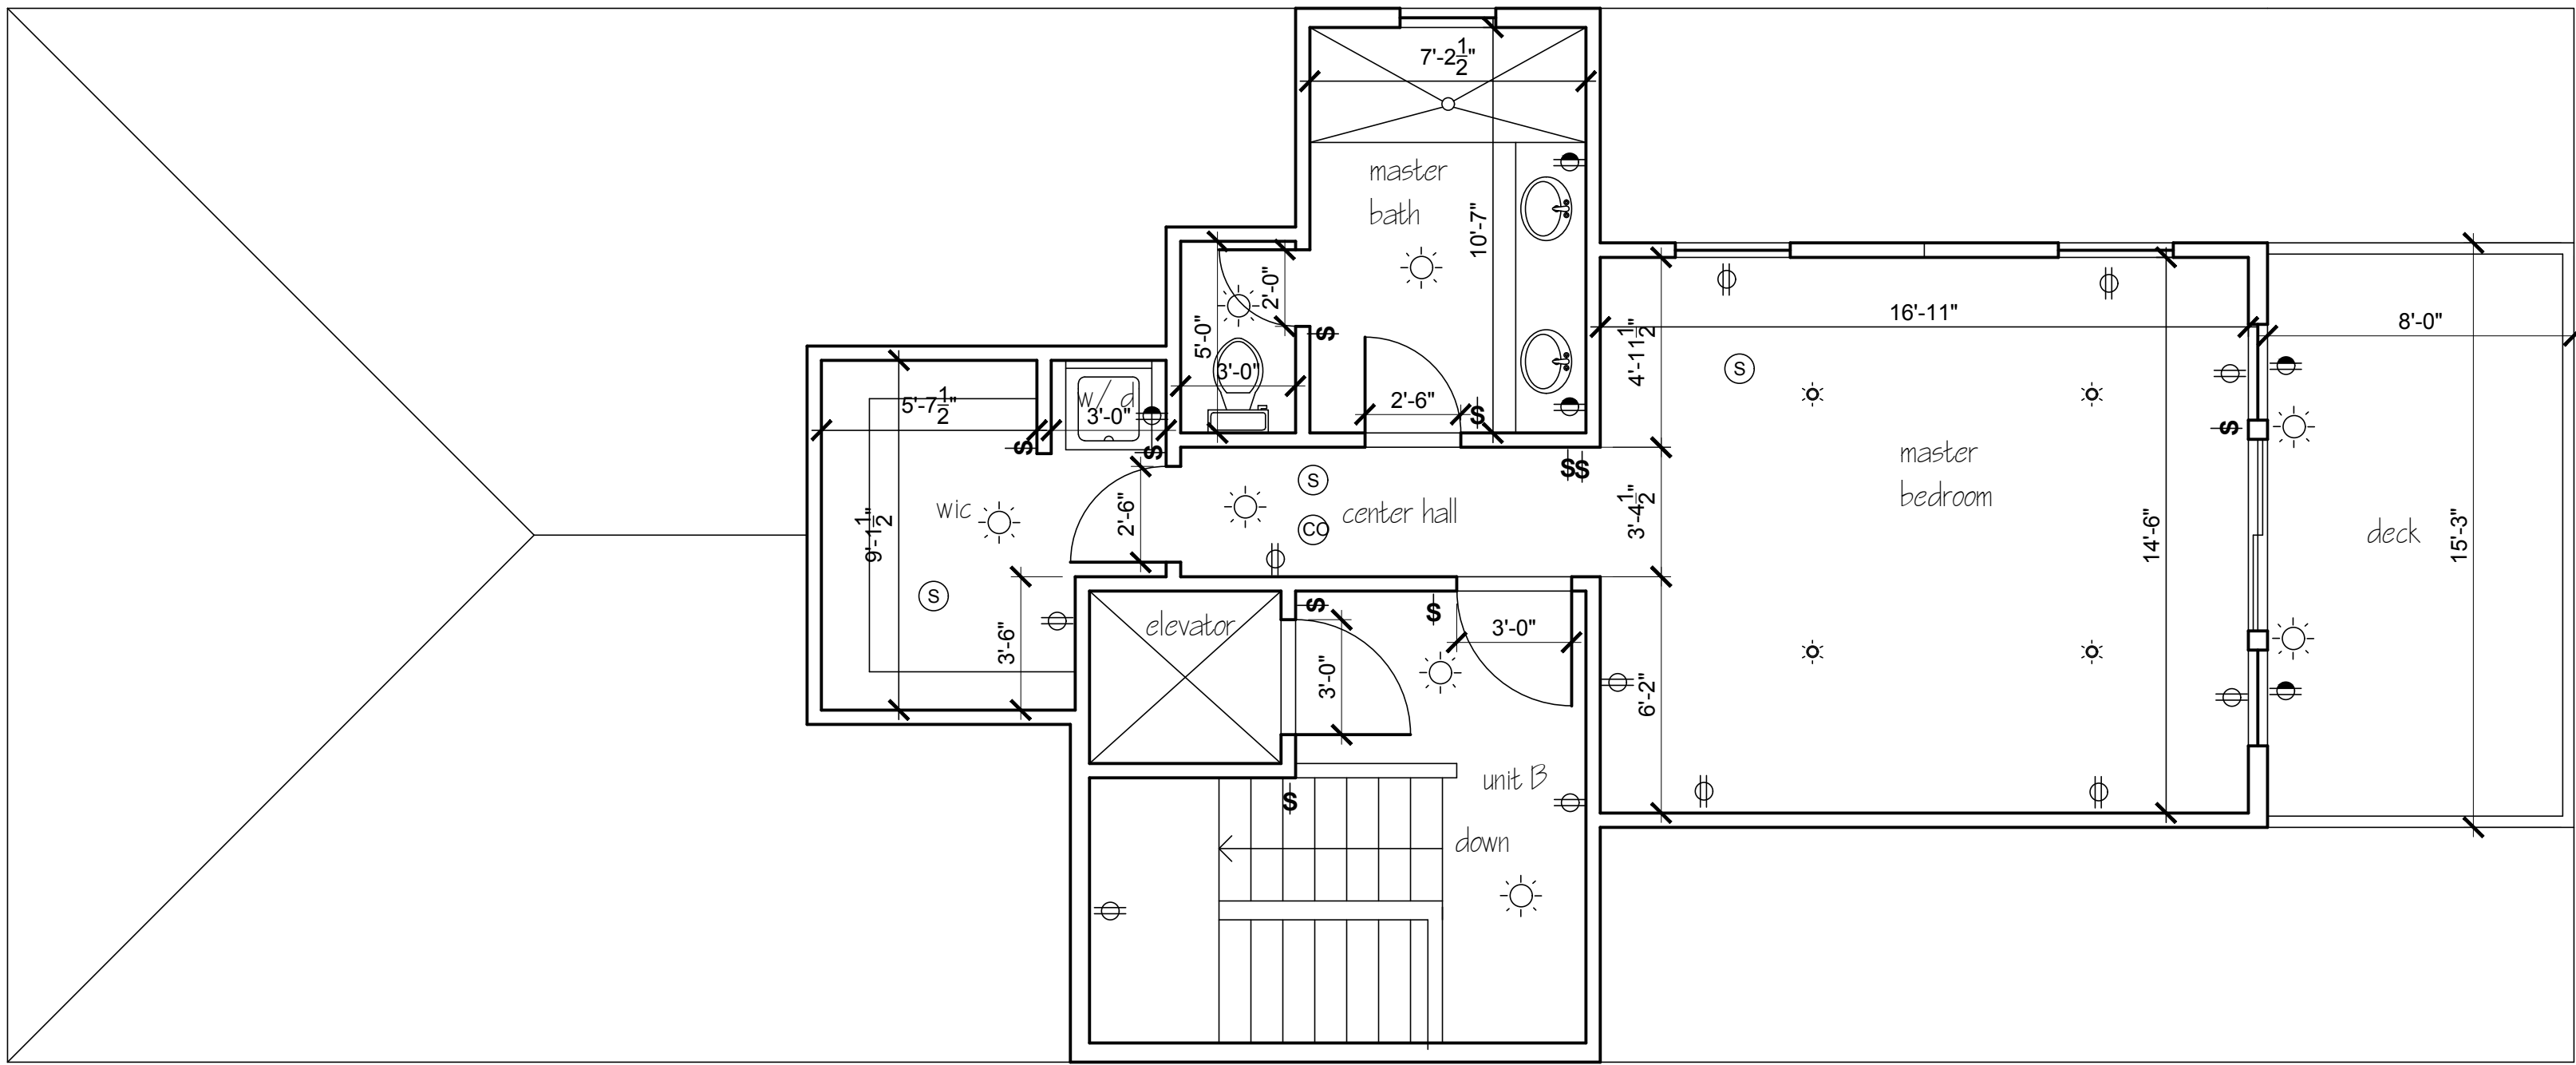 7'-2 1/2"
master
bath
10'-7"
2'-0"
5'-0"
3'-0"
$
2'-6"
$
16'-11"
8'-0"
4'-11 1/2"
S
5'-7 1/2"
w/d
3'-0"
$
$
$$
$
master
bedroom
S
CO
center hall
wic
2'-6"
9'-1 1/2"
3'-4 1/2"
14'-6"
deck
15'-3"
S
3'-6"
elevator
$
$
3'-0"
3'-0"
6'-2"
unit B
$
down